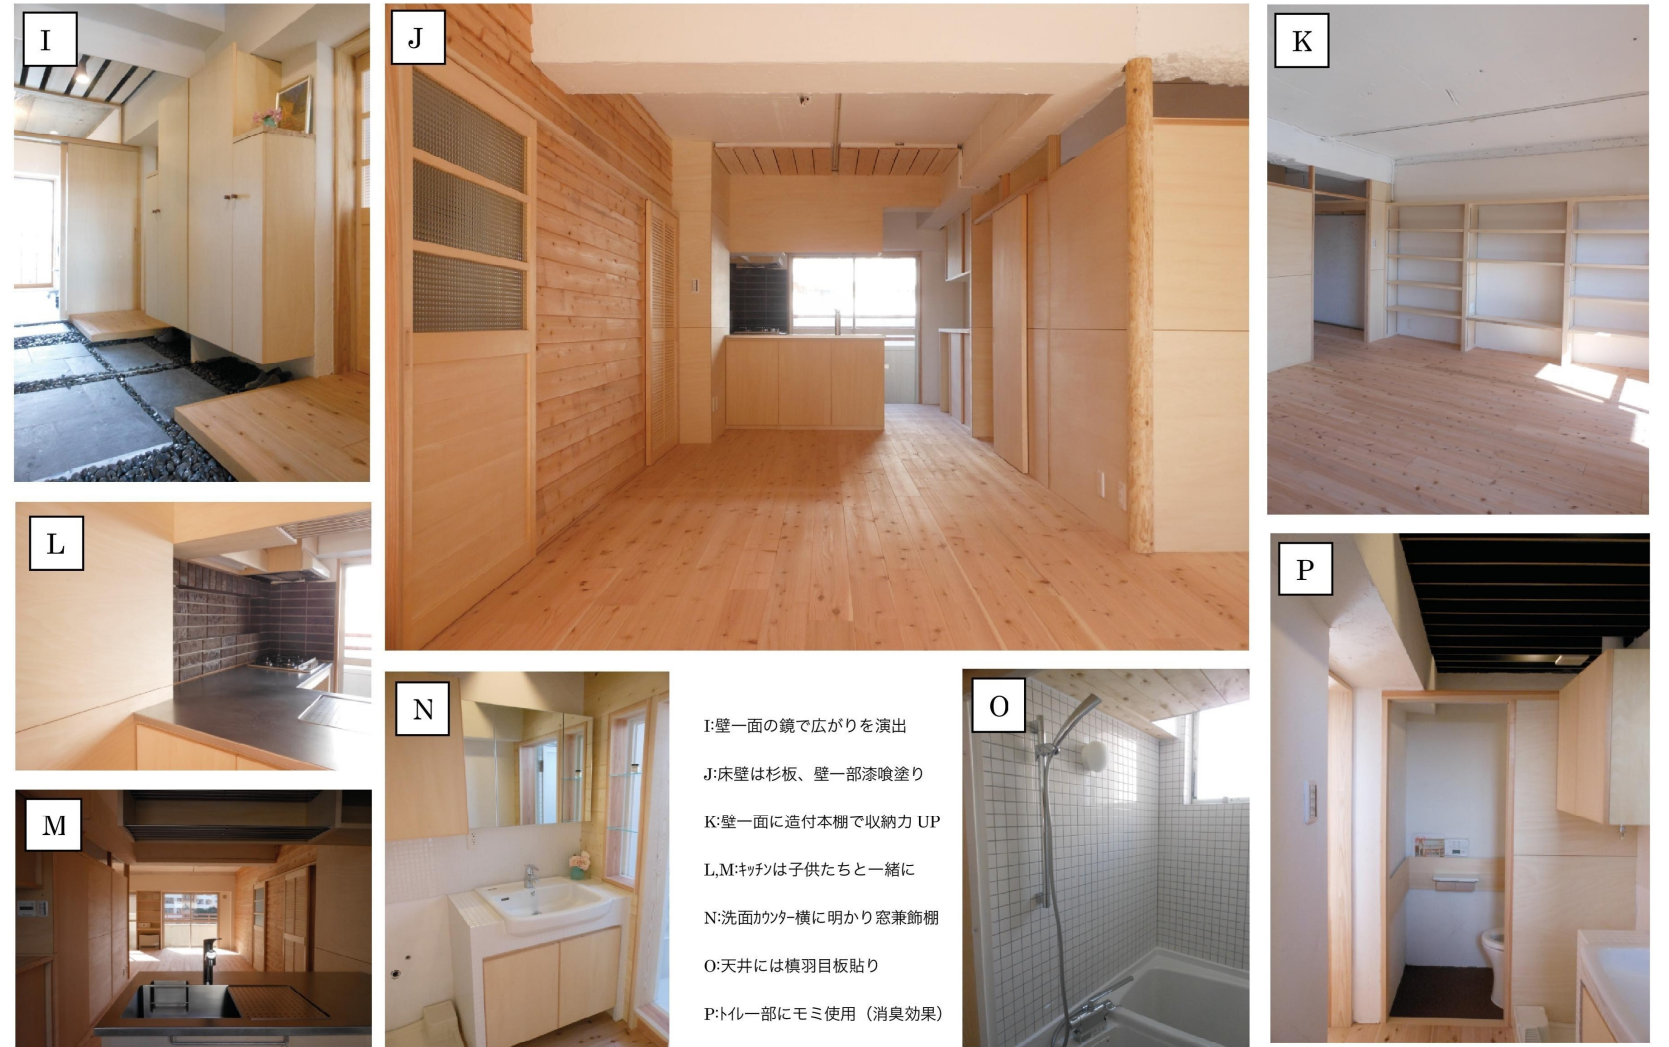 I
J
K
L
P
N
O
M
I:壁一面の鏡で広がりを演出
J:床壁は杉板、壁一部漆喰塗り
K:壁一面に造付本棚で収納力 UP
L,M:ｷｯﾁﾝは子供たちと一緒に
N:洗面ｶｳﾝﾀｰ横に明かり窓兼飾棚
O:天井には槙羽目板貼り
P:ﾄｲﾚ一部にモミ使用（消臭効果）